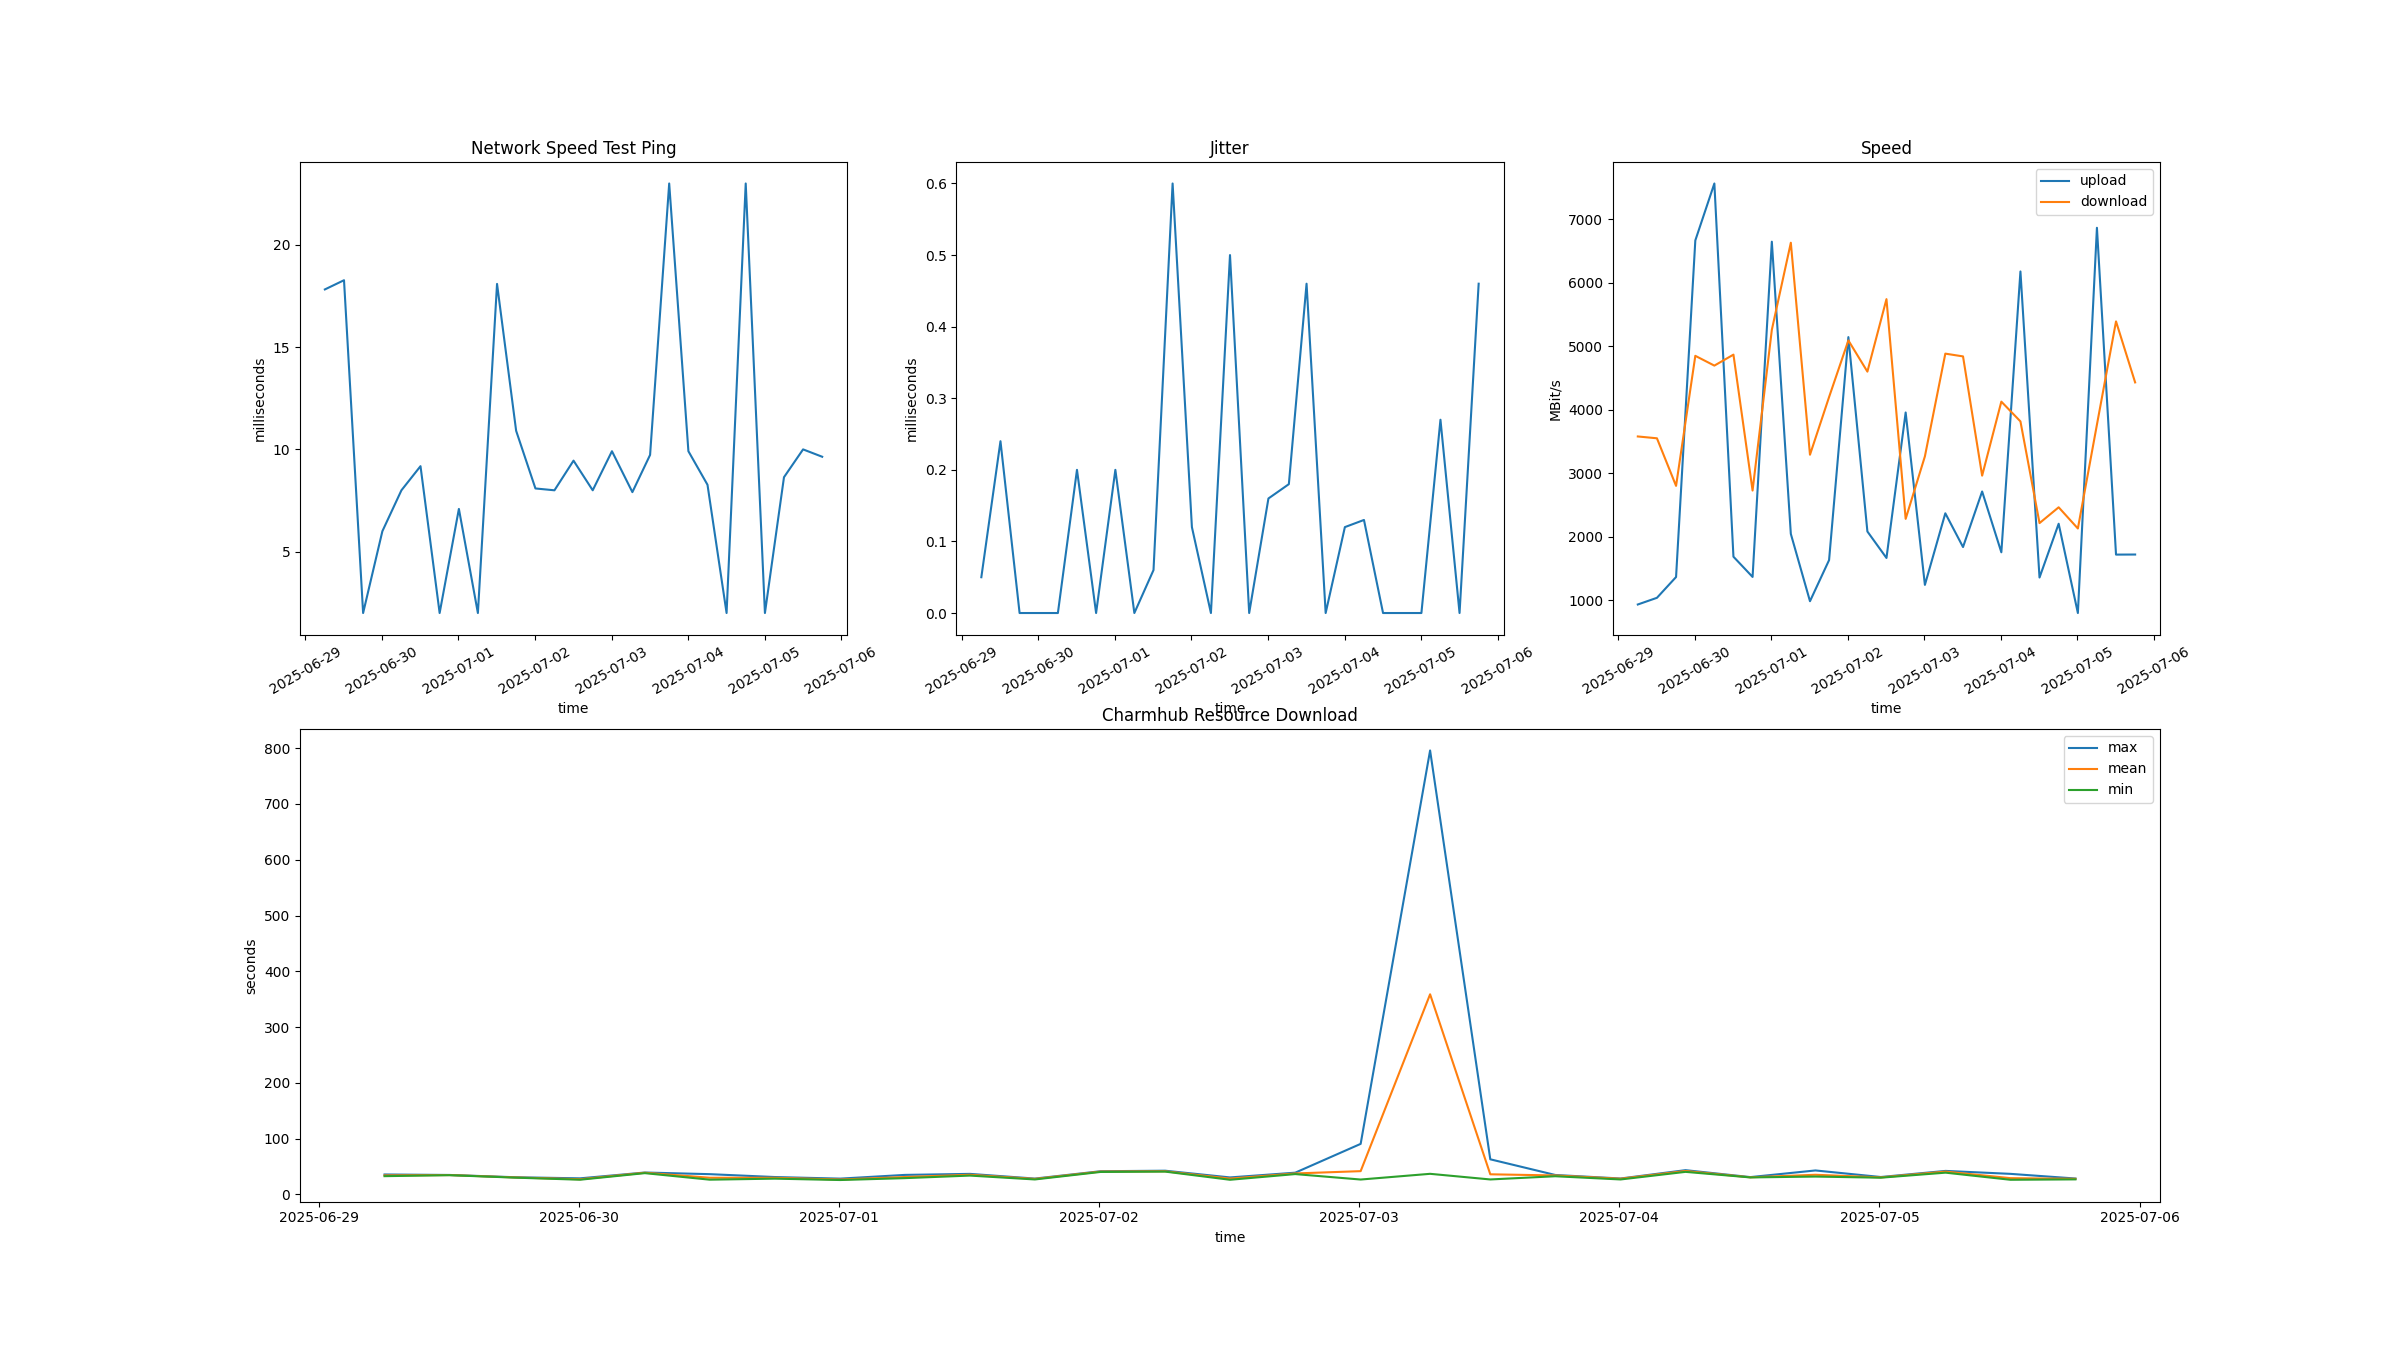 Network Speed Test Ping
milliseconds
20
15
10
5
2025-06-29 2025-06-30 2025-07-01 2025-07-02 2025-07-03 2025-07-04 2025-07-05 2025-07-06
time
Jitter
milliseconds
0.6
0.5
0.4
0.3
0.2
0.1
0.0
2025-06-29 2025-06-30 2025-07-01 2025-07-02 2025-07-03 2025-07-04 2025-07-05 2025-07-06
time
Speed
upload
download
MBit/s
7000
6000
5000
4000
3000
2000
1000
2025-06-29 2025-06-30 2025-07-01 2025-07-02 2025-07-03 2025-07-04 2025-07-05 2025-07-06
time
Charmhub Resource Download
max
mean
min
seconds
800
700
600
500
400
300
200
100
0
2025-06-29 2025-06-30 2025-07-01 2025-07-02 2025-07-03 2025-07-04 2025-07-05 2025-07-06
time